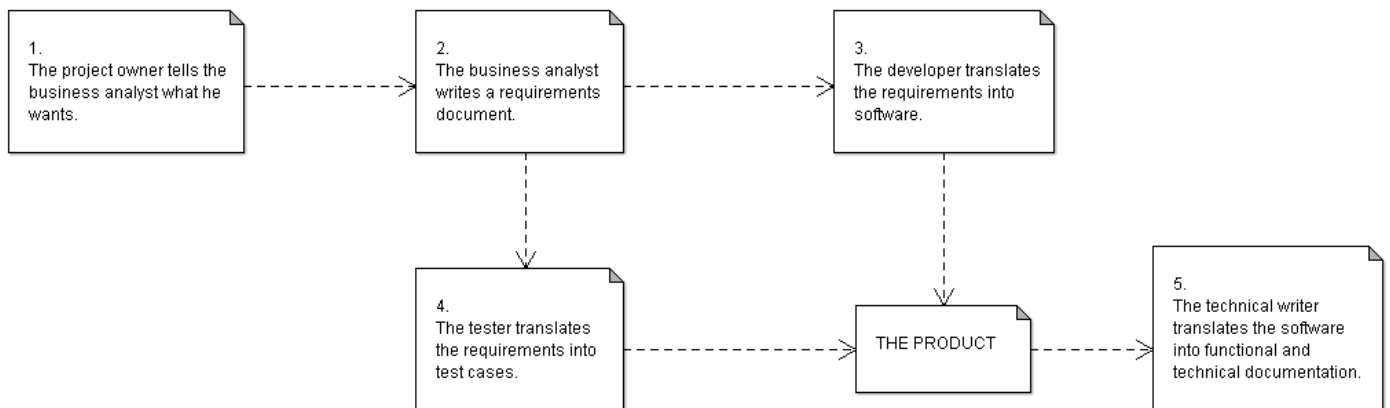 1.
The project owner tells the
business analyst what he
wants.
2.
The business analyst
writes a requirements
document.
3.
The developer translates
the requirements into
software.
4.
The tester translates
the requirements into
test cases.
THE PRODUCT
5.
The technical writer
translates the software
into functional and
technical documentation.